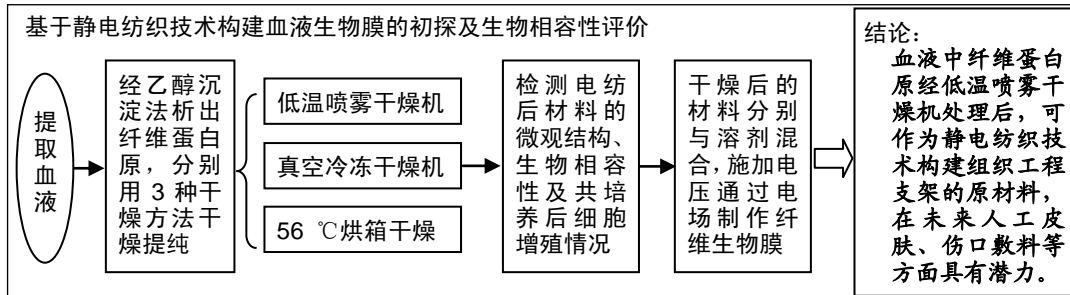 基于静电纺织技术构建血液生物膜的初探及生物相容性评价
提取血液
经乙醇沉
淀法析出
纤维蛋白
原，分别
用 3 种干
燥方法干
燥提纯
低温喷雾干燥机
真空冷冻干燥机
56 ℃烘箱干燥
检测电纺
后材料的
微观结构、
生物相容
性及共培
养后细胞
增殖情况
干燥后的
材料分别
与溶剂混
合，施加电
压通过电
场制作纤
维生物膜
结论：
血液中纤维蛋白
原经低温喷雾干
燥机处理后，可
作为静电纺织技
术构建组织工程
支架的原材料，
在未来人工皮
肤、伤口敷料等
方面具有潜力。